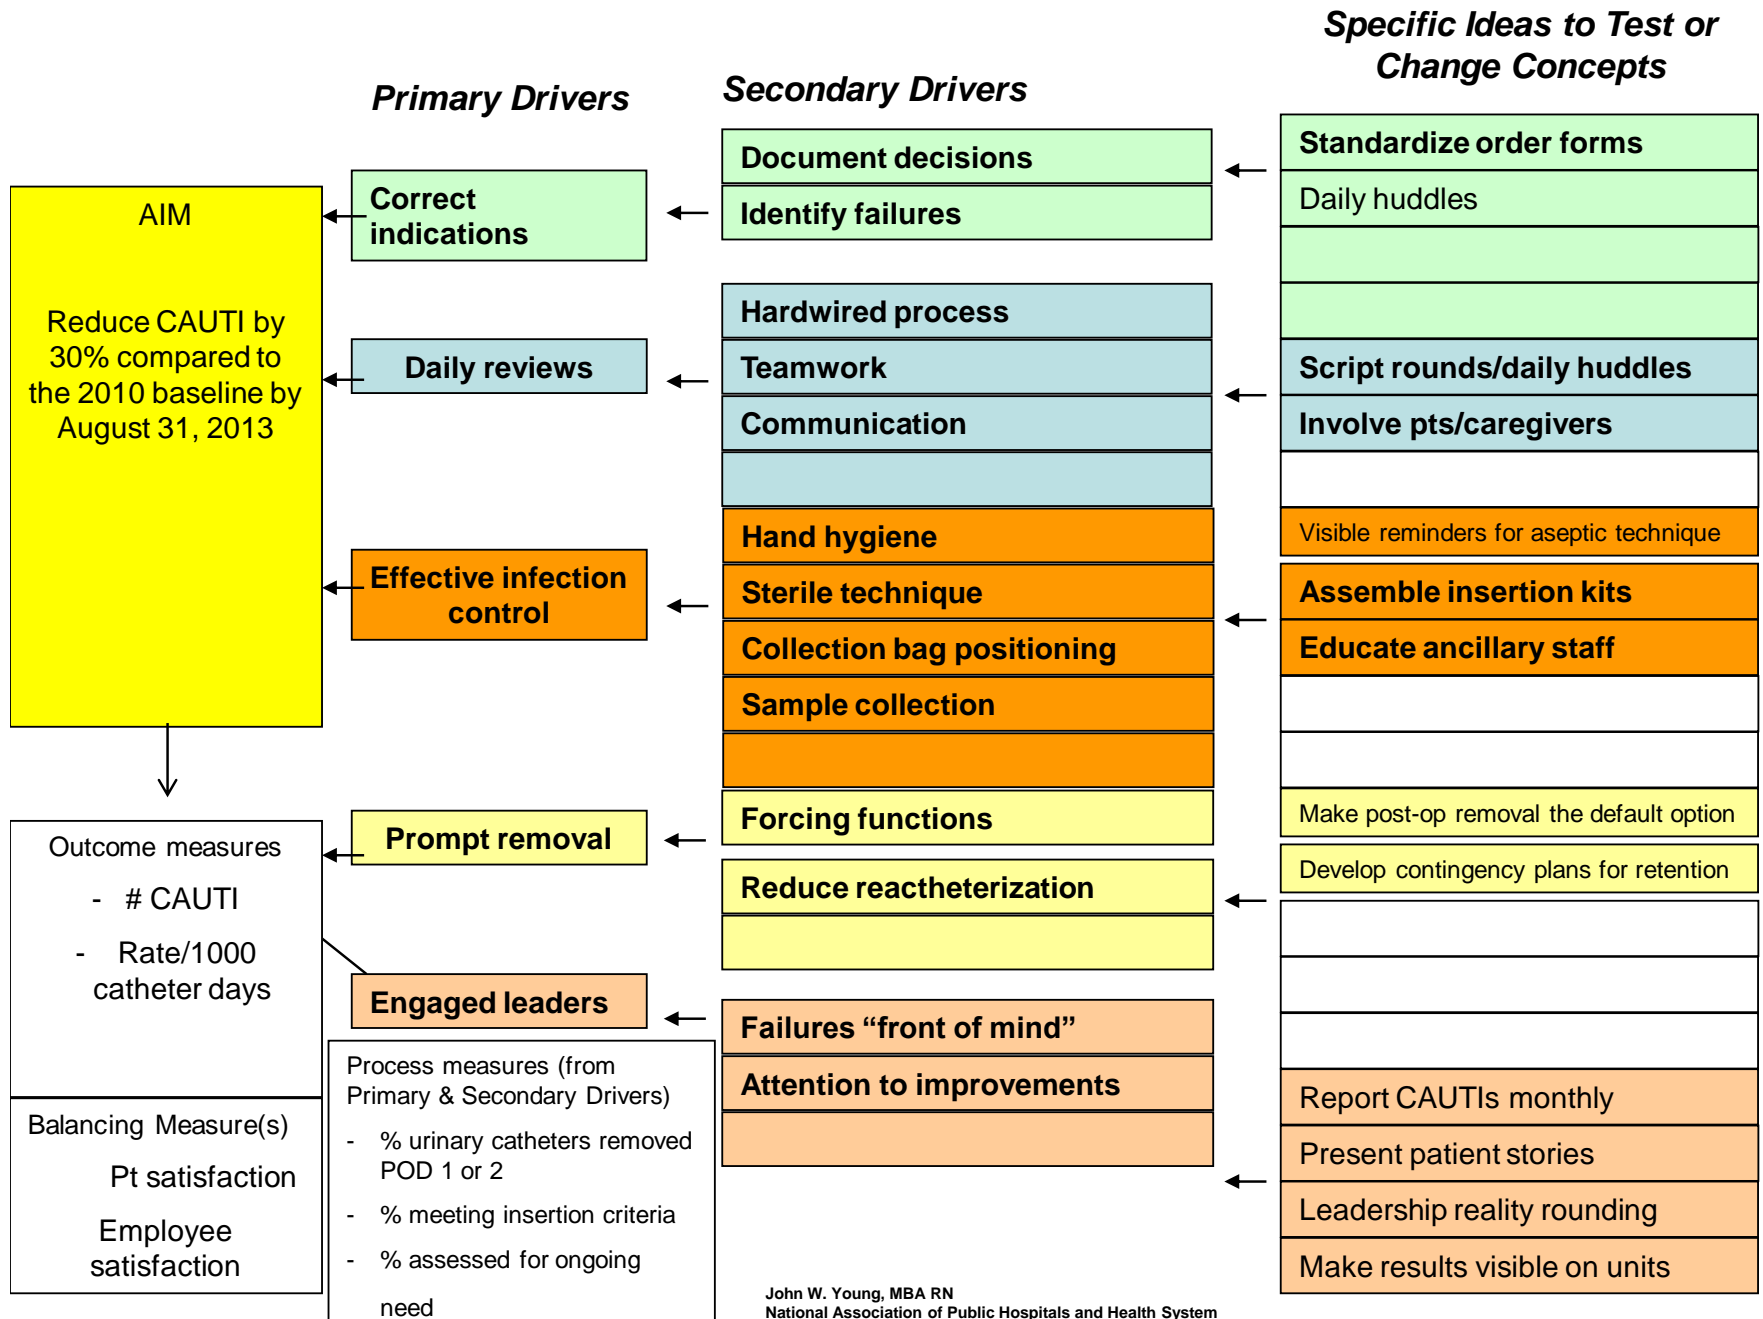 Specific Ideas to Test or
Change Concepts
Primary Drivers
Secondary Drivers
AIM
Reduce CAUTI by
30% compared to
the 2010 baseline by
August 31, 2013
Outcome measures
- # CAUTI
- Rate/1000
catheter days
Balancing Measure(s)
Pt satisfaction
Employee
satisfaction
Correct
indications
Daily reviews
Effective infection
control
Prompt removal
Engaged leaders
Process measures (from
Primary & Secondary Drivers)
- % urinary catheters removed
POD 1 or 2
- % meeting insertion criteria
- % assessed for ongoing
need
Document decisions
Identify failures
Hardwired process
Teamwork
Communication
Hand hygiene
Sterile technique
Collection bag positioning
Sample collection
Forcing functions
Reduce reactheterization
Failures “front of mind”
Attention to improvements
Standardize order forms
Daily huddles
Script rounds/daily huddles
Involve pts/caregivers
Visible reminders for aseptic technique
Assemble insertion kits
Educate ancillary staff
Make post-op removal the default option
Develop contingency plans for retention
Report CAUTIs monthly
Present patient stories
Leadership reality rounding
Make results visible on units
John W. Young, MBA RN
National Association of Public Hospitals and Health System